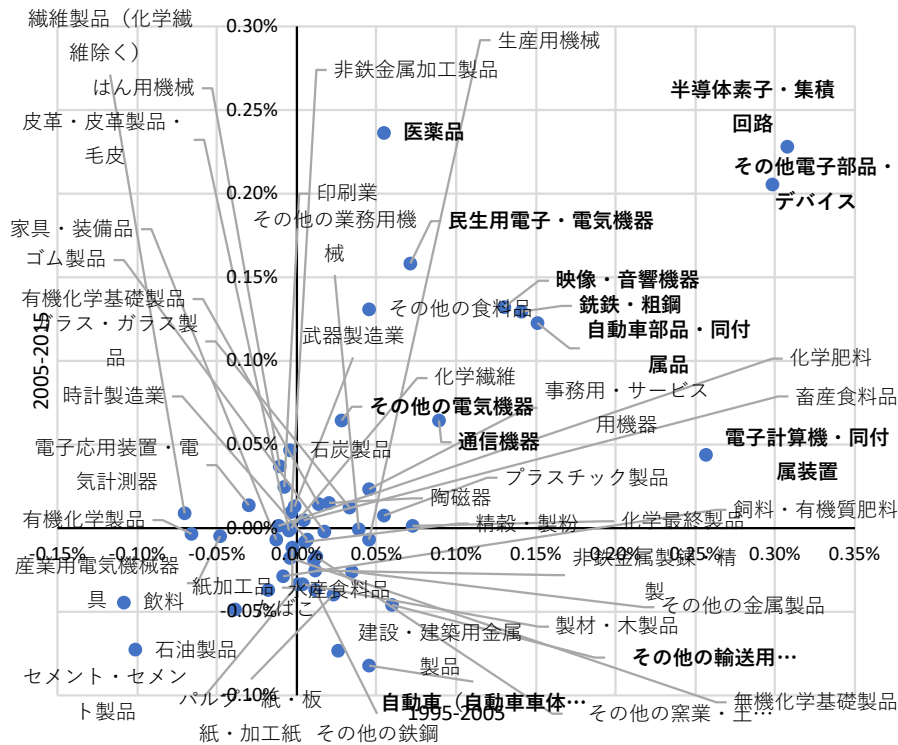 繊維製品（化学繊
維除く）
0.30%
生産用機械
非鉄金属加工製品
はん用機械
0.25%
半導体素子・集積
回路
皮革・皮革製品・
毛皮
医薬品
0.20%
その他電子部品・
デバイス
印刷業
その他の業務用機
械
民生用電子・電気機器
家具・装備品
ゴム製品
0.15%
有機化学基礎製品
映像・音響機器
その他の食料品
銑鉄・粗鋼
ガラス・ガラス製
品
武器製造業
自動車部品・同付
属品
0.10%
化学肥料
2005-2015
時計製造業
化学繊維
事務用・サービス
用機器
畜産食料品
その他の電気機器
0.05%
石炭製品
通信機器
電子計算機・同付
属装置
電子応用装置・電
気計測器
プラスチック製品
陶磁器
飼料・有機質肥料
有機化学製品
0.00%
精穀・製粉
化学最終製品
-0.15%
-0.10%
-0.05%
0.00%
0.05%
0.10%
0.15%
0.20%
0.25%
0.30%
0.35%
産業用電気機械器
具
紙加工品
水産食料品
非鉄金属製錬・精
製
飲料
-0.05%
たばこ
その他の金属製品
製材・木製品
建設・建築用金属
製品
石油製品
その他の輸送用…
セメント・セメン
ト製品
-0.10%
パルプ・紙・板
紙・加工紙
自動車（自動車車体…
1995-2005
その他の窯業・土…
無機化学基礎製品
その他の鉄鋼